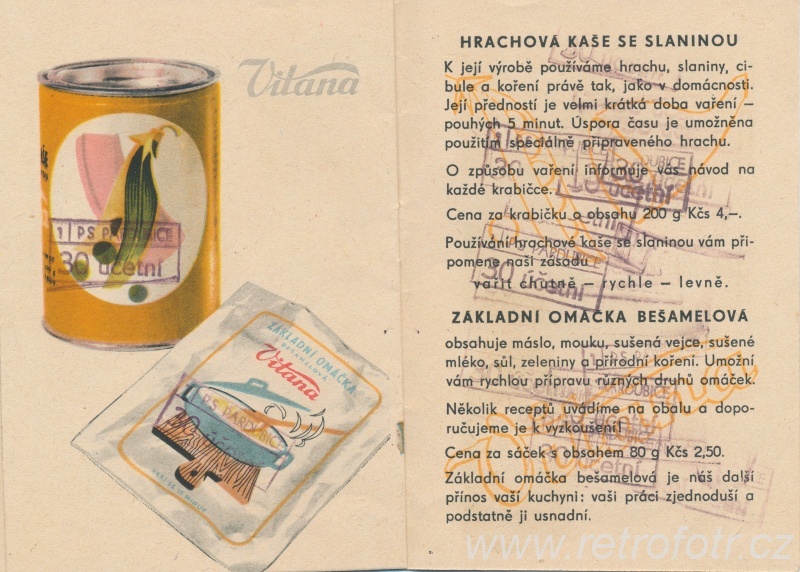 Vitana
1 PS PARDUBICE
30 účetní
ZÁKLADNÍ OMÁČKA
BEŠAMELOVÁ
Vitana
PS PARDUBICE
VAŘÍ SE 10 MINUT
HRACHOVÁ KAŠE SE SLANINOU
K její výrobě používáme hrachu, slaniny, ci-
bule a koření právě tak, jako v domácnosti.
Její předností je velmi krátká doba vaření –
pouhých 5 minut. Úspora času je umožněna
použitím speciálně připraveného hrachu.
O způsobu vaření informuje vás návod na
každé krabičce.
Cena za krabičku o obsahu 200 g Kčs 4,–.
Používání hrachové kaše se slaninou vám při-
pomene naši zásadu
vařit chutně – rychle – levně.
ZÁKLADNÍ OMÁČKA BEŠAMELOVÁ
obsahuje máslo, mouku, sušená vejce, sušené
mléko, sůl, zeleniny a přírodní koření. Umožní
vám rychlou přípravu různých druhů omáček.
Několik receptů uvádíme na obalu a dopo-
ručujeme je k vyzkoušení!
Cena za sáček s obsahem 80 g Kčs 2,50.
Základní omáčka bešamelová je náš další
přínos vaší kuchyni: vaši práci zjednoduší a
podstatně ji usnadní.
www.retrofotr.cz